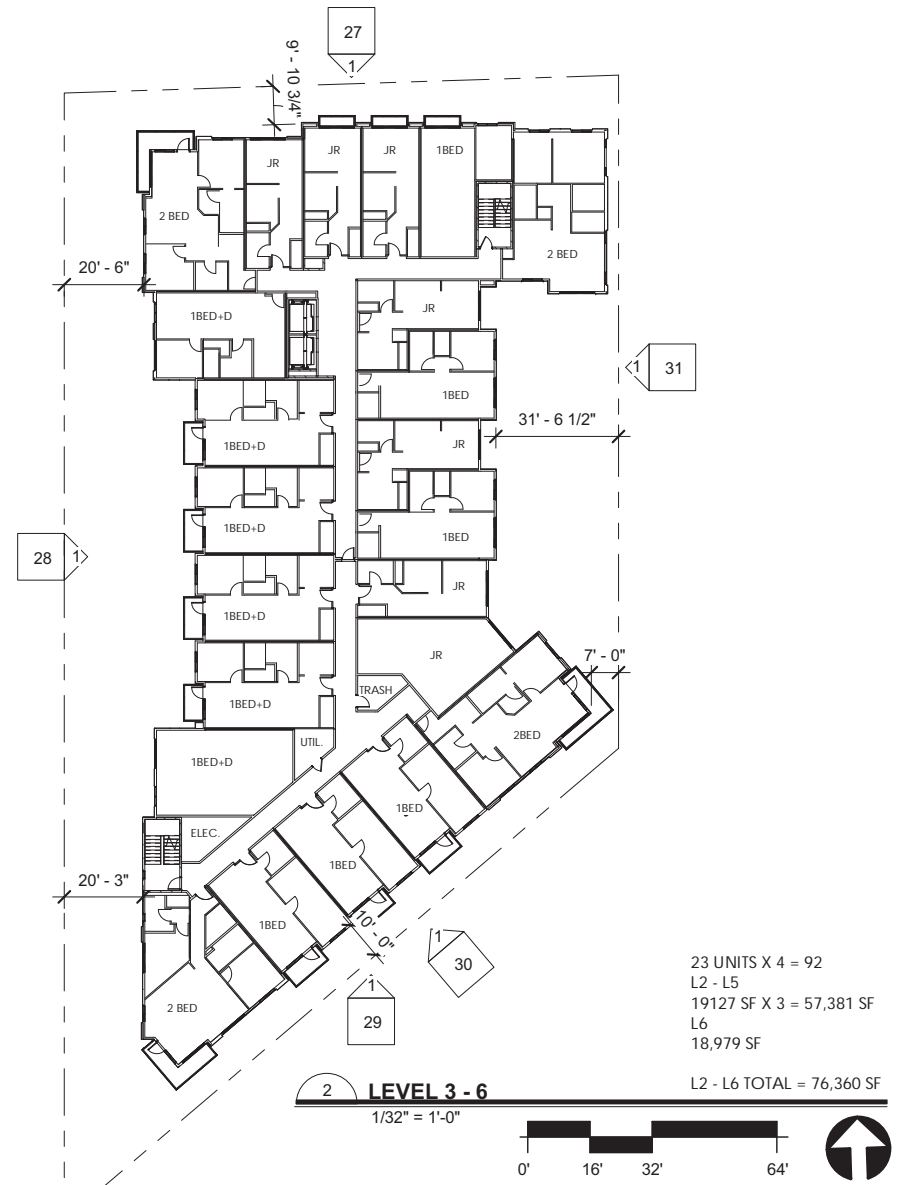 27
1
9' - 10 3/4"
JR
JR
JR
1BED
2 BED
2 BED
20' - 6"
1BED+D
JR
1
31
1BED
31' - 6 1/2"
1BED+D
JR
1BED+D
1BED
28
1
1BED+D
JR
JR
7' - 0"
TRASH
1BED+D
2BED
UTIL.
1BED+D
1BED
ELEC.
1BED
20' - 3"
1BED
10' - 0"
1
30
1
29
2 BED
23 UNITS X 4 = 92
L2 - L5
19127 SF X 3 = 57,381 SF
L6
18,979 SF
L2 - L6 TOTAL = 76,360 SF
2
LEVEL 3 - 6
1/32" = 1'-0"
0' 16' 32' 64'